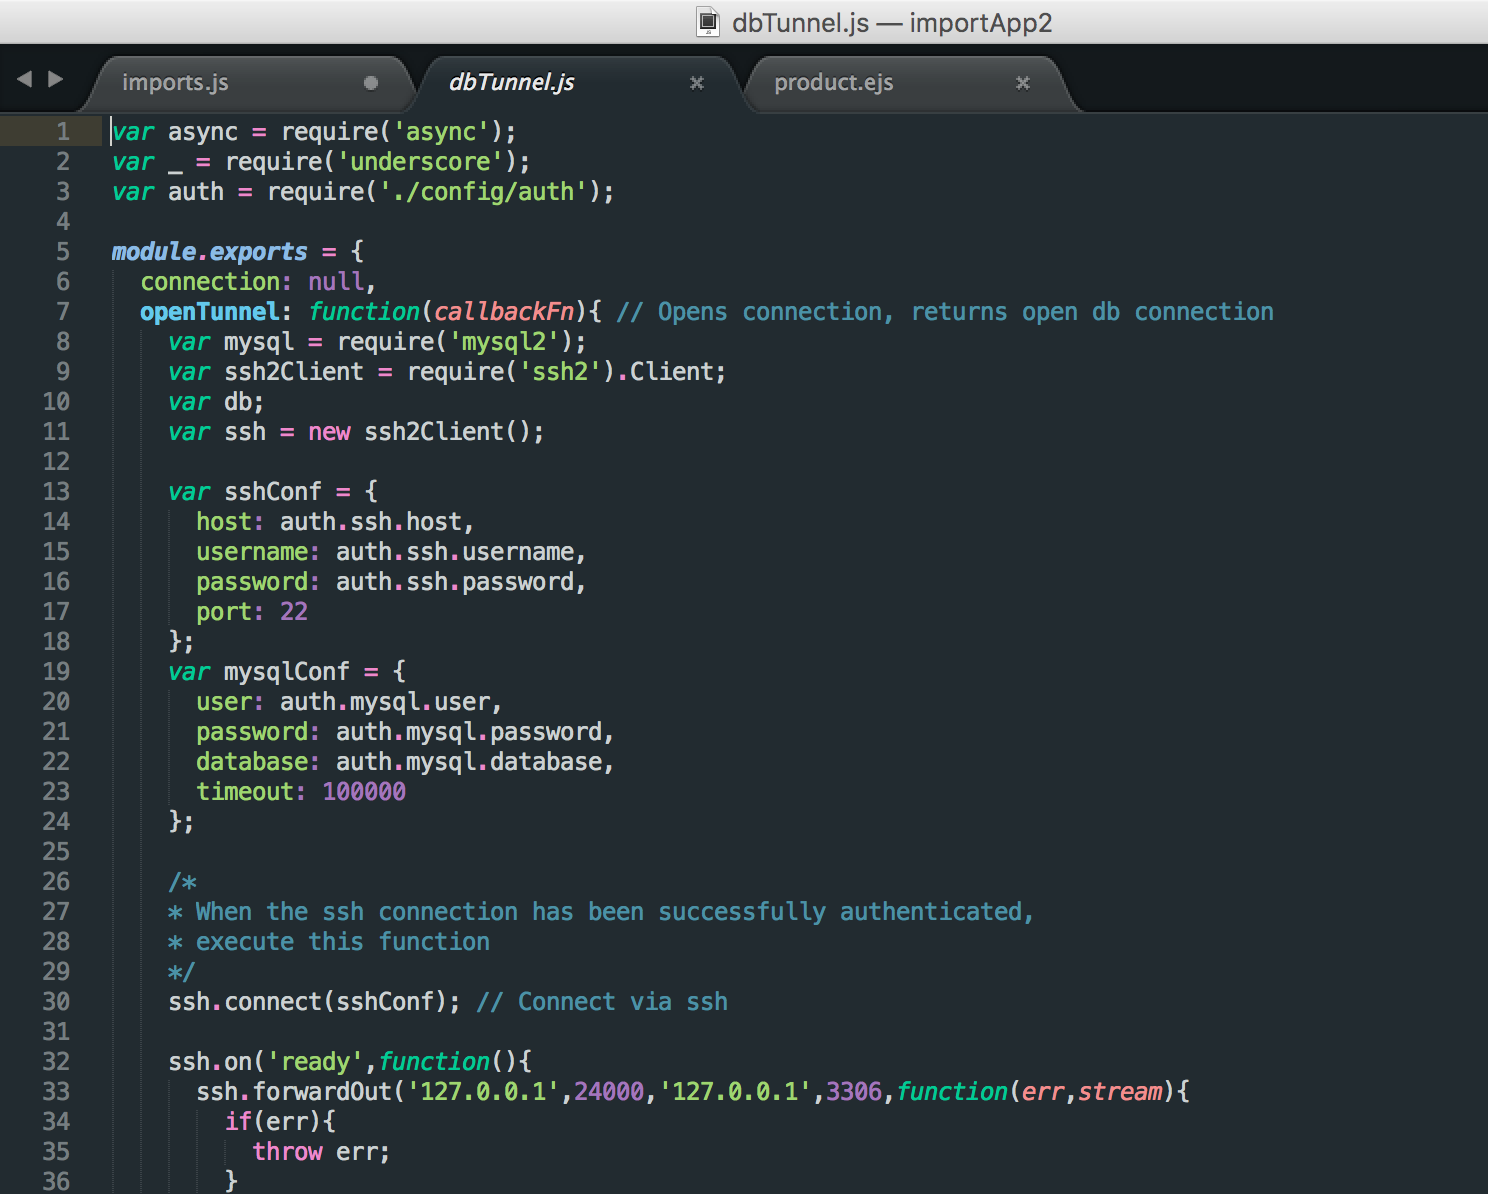 dbTunnel.js — importApp2
imports.js
dbTunnel.js
product.ejs
1 var async = require('async');
2 var _ = require('underscore');
3 var auth = require('./config/auth');
4
5 module.exports = {
6 connection: null,
7 openTunnel: function(callbackFn){ // Opens connection, returns open db connection
8 var mysql = require('mysql2');
9 var ssh2Client = require('ssh2').Client;
10 var db;
11 var ssh = new ssh2Client();
12
13 var sshConf = {
14 host: auth.ssh.host,
15 username: auth.ssh.username,
16 password: auth.ssh.password,
17 port: 22
18 };
19 var mysqlConf = {
20 user: auth.mysql.user,
21 password: auth.mysql.password,
22 database: auth.mysql.database,
23 timeout: 100000
24 };
25
26 /*
27 * When the ssh connection has been successfully authenticated,
28 * execute this function
29 */
30 ssh.connect(sshConf); // Connect via ssh
31
32 ssh.on('ready',function(){
33 ssh.forwardOut('127.0.0.1',24000,'127.0.0.1',3306,function(err,stream){
34 if(err){
35 throw err;
36 }